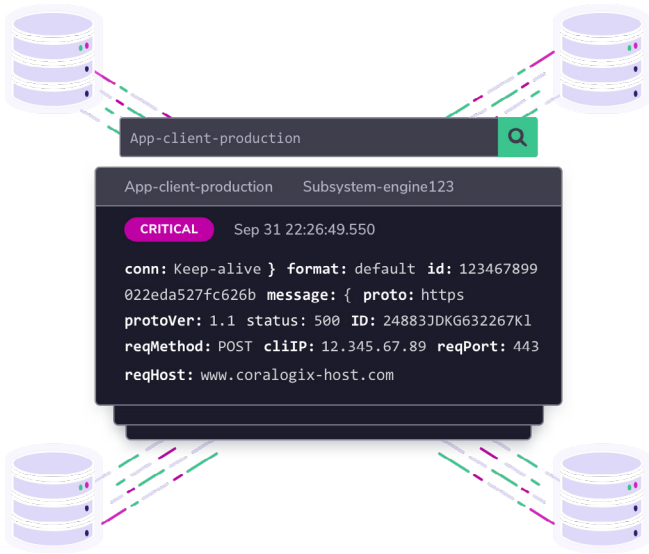 App-client-production
App-client-production Subsystem-engine123
CRITICAL Sep 31 22:26:49.550
conn: Keep-alive } format: default id: 123467899
022eda527fc626b message: { proto: https
protoVer: 1.1 status: 500 ID: 24883JDKG632267Kl
reqMethod: POST cliIP: 12.345.67.89 reqPort: 443
reqHost: www.coralogix-host.com